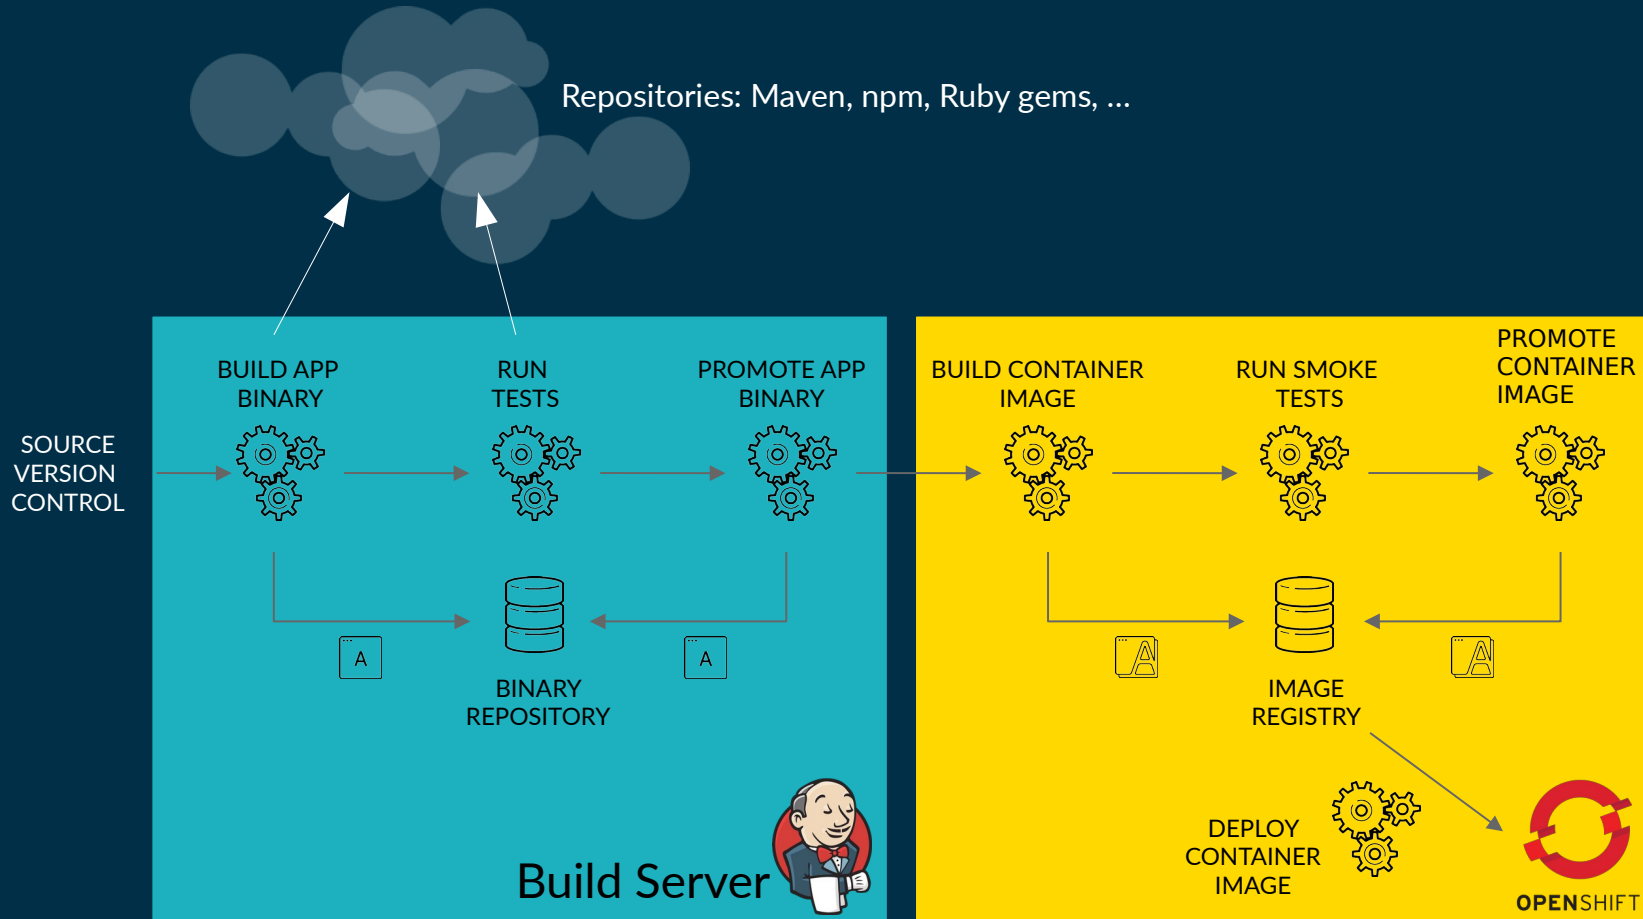 Repositories: Maven, npm, Ruby gems, ...
SOURCE
VERSION
CONTROL
BUILD APP
BINARY
RUN
TESTS
PROMOTE APP
BINARY
A
A
BINARY
REPOSITORY
Build Server
BUILD CONTAINER
IMAGE
RUN SMOKE
TESTS
PROMOTE
CONTAINER
IMAGE
A
A
IMAGE
REGISTRY
DEPLOY
CONTAINER
IMAGE
OPENSHIFT